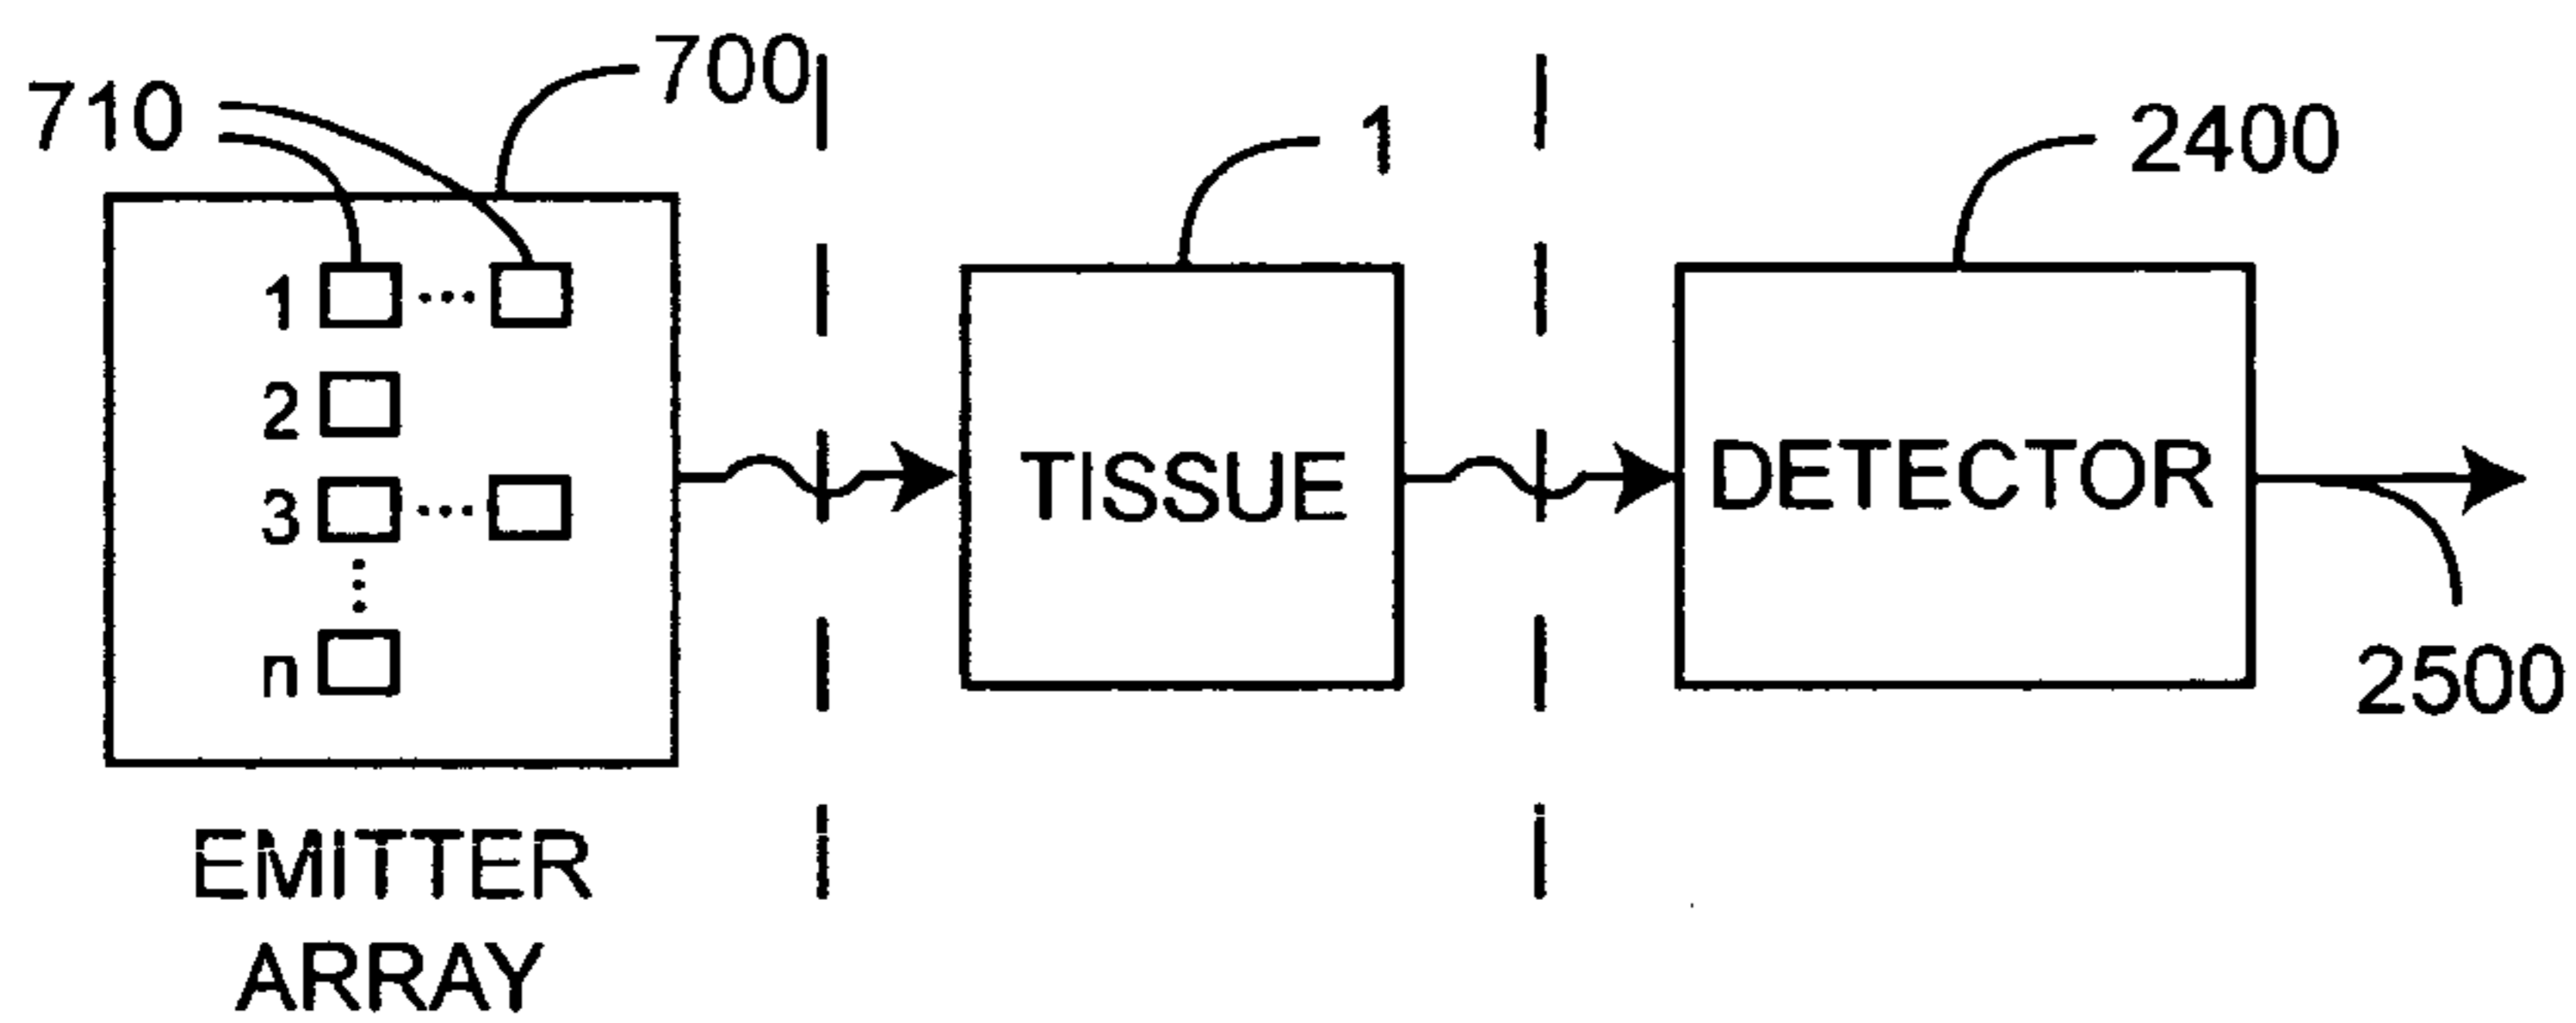 700
710
1
2400
1 ...
2
TISSUE
DETECTOR
3 ...
n
2500
EMITTER
ARRAY